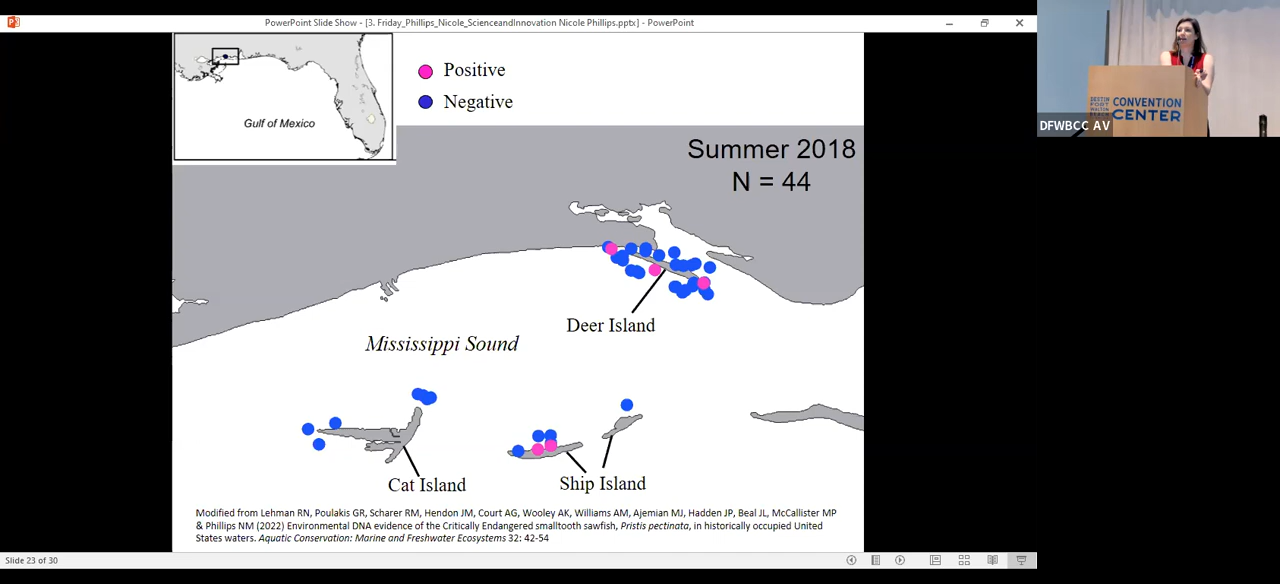 PowerPoint Slide Show - [3. Friday_Phillips_Nicole_ScienceandInnovation Nicole Phillips.pptx] - PowerPoint
Gulf of Mexico
Positive
Negative
Summer 2018
N = 44
Deer Island
Mississippi Sound
Cat Island
Ship Island
Modified from Lehman RN, Poulakis GR, Scharer RM, Hendon JM, Court AG, Wooley AK, Williams AM, Ajemian MJ, Hadden JP, Beal JL, McCallister MP
& Phillips NM (2022) Environmental DNA evidence of the Critically Endangered smalltooth sawfish, Pristis pectinata, in historically occupied United
States waters. Aquatic Conservation: Marine and Freshwater Ecosystems 32: 42-54
Slide 23 of 30
DESTIN
FORT
WALTON
BEACH
CONVENTION
CENTER
DFWBCC AV